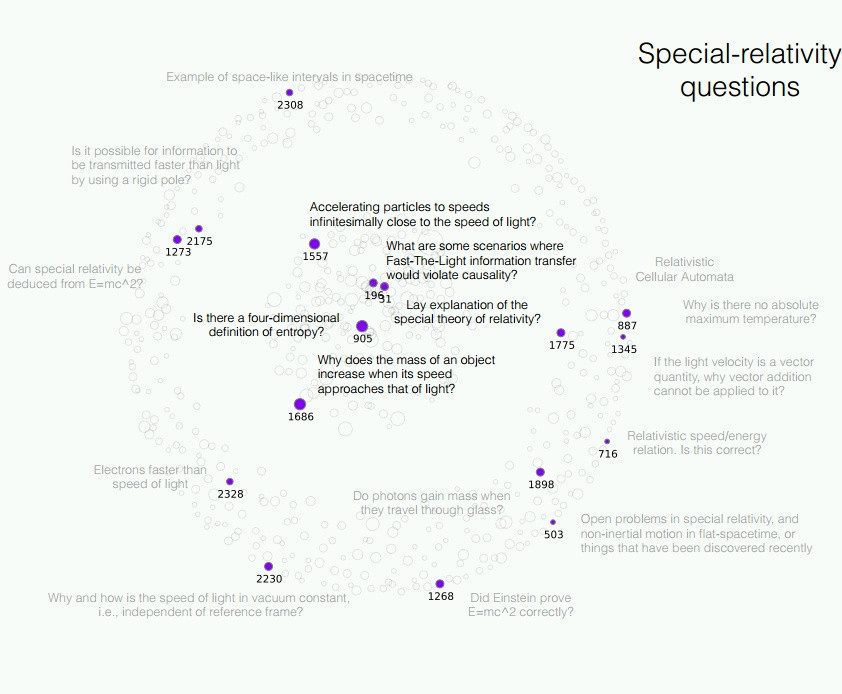 Special-relativity
questions
Example of space-like intervals in spacetime
2308
Is it possible for information to
be transmitted faster than light
by using a rigid pole?
2175
1273
Accelerating particles to speeds
infinitesimally close to the speed of light?
1557
What are some scenarios where
Fast-The-Light information transfer
would violate causality?
196
31
Can special relativity be
deduced from E=mc^2?
Relativistic
Cellular Automata
Why is there no absolute
maximum temperature?
887
Lay explanation of the
special theory of relativity?
Is there a four-dimensional
definition of entropy?
905
1775
1345
Why does the mass of an object
increase when its speed
approaches that of light?
If the light velocity is a vector
quantity, why vector addition
cannot be applied to it?
1686
Relativistic speed/energy
relation. Is this correct?
716
Electrons faster than
speed of light
2328
1898
Do photons gain mass when
they travel through glass?
503
Open problems in special relativity, and
non-inertial motion in flat-spacetime, or
things that have been discovered recently
2230
Why and how is the speed of light in vacuum constant,
i.e., independent of reference frame?
1268
Did Einstein prove
E=mc^2 correctly?